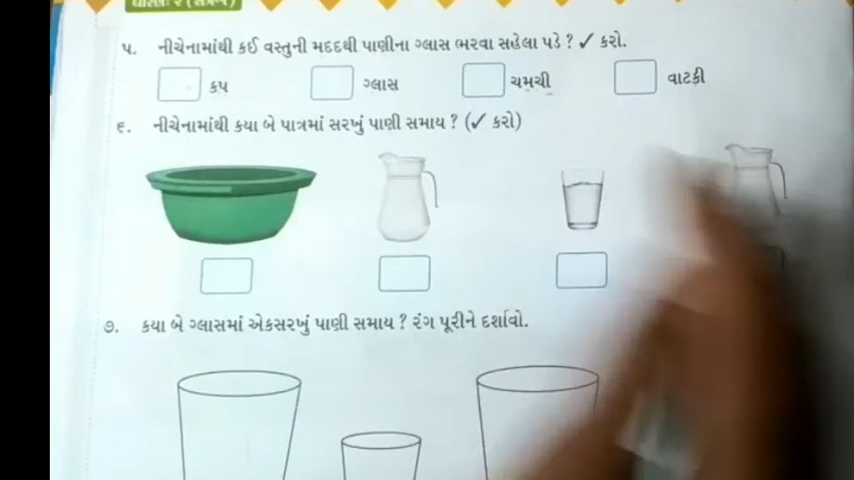 ૫. નીચેનામાંથી કઈ વસ્તુની મદદથી પાણીના ગ્લાસ ભરવા સહેલા પડે ? ✓ કરો.
કપ ગ્લાસ ચમચી વાટકી
૬. નીચેનામાંથી કયા બે પાત્રમાં સરખું પાણી સમાય ? (✓ કરો)
૭. કયા બે ગ્લાસમાં એકસરખું પાણી સમાય ? રંગ પૂરીને દર્શાવો.